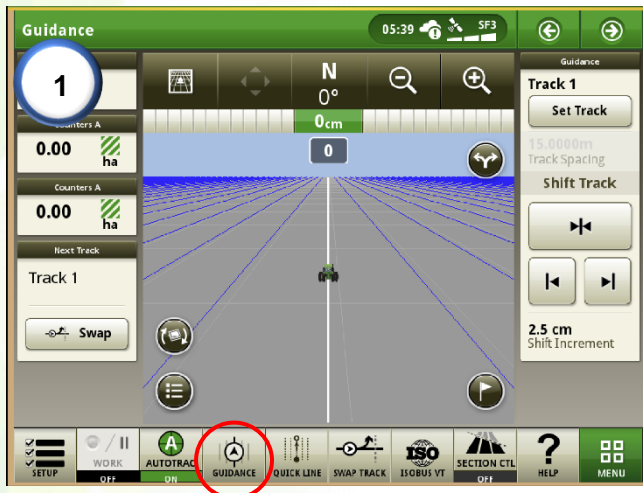 Guidance
05:39
SF3
1
Counters A
0.00
ha
Counters A
0.00
ha
Next Track
Track 1
Swap
N
0°
0cm
0
Guidance
Track 1
Set Track
15.0000m
Track Spacing
Shift Track
2.5 cm
Shift Increment
SETUP
WORK
OFF
A
AUTOTRAC
ON
GUIDANCE
QUICK LINE
SWAP TRACK
ISO
ISOBUS VT
SECTION CTL
OFF
?
HELP
MENU